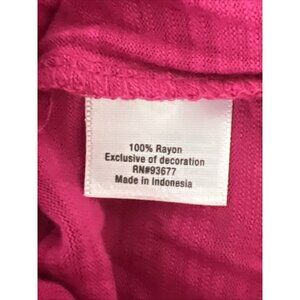 100% Rayon
Exclusive of decoration
RN#93677
Made in Indonesia